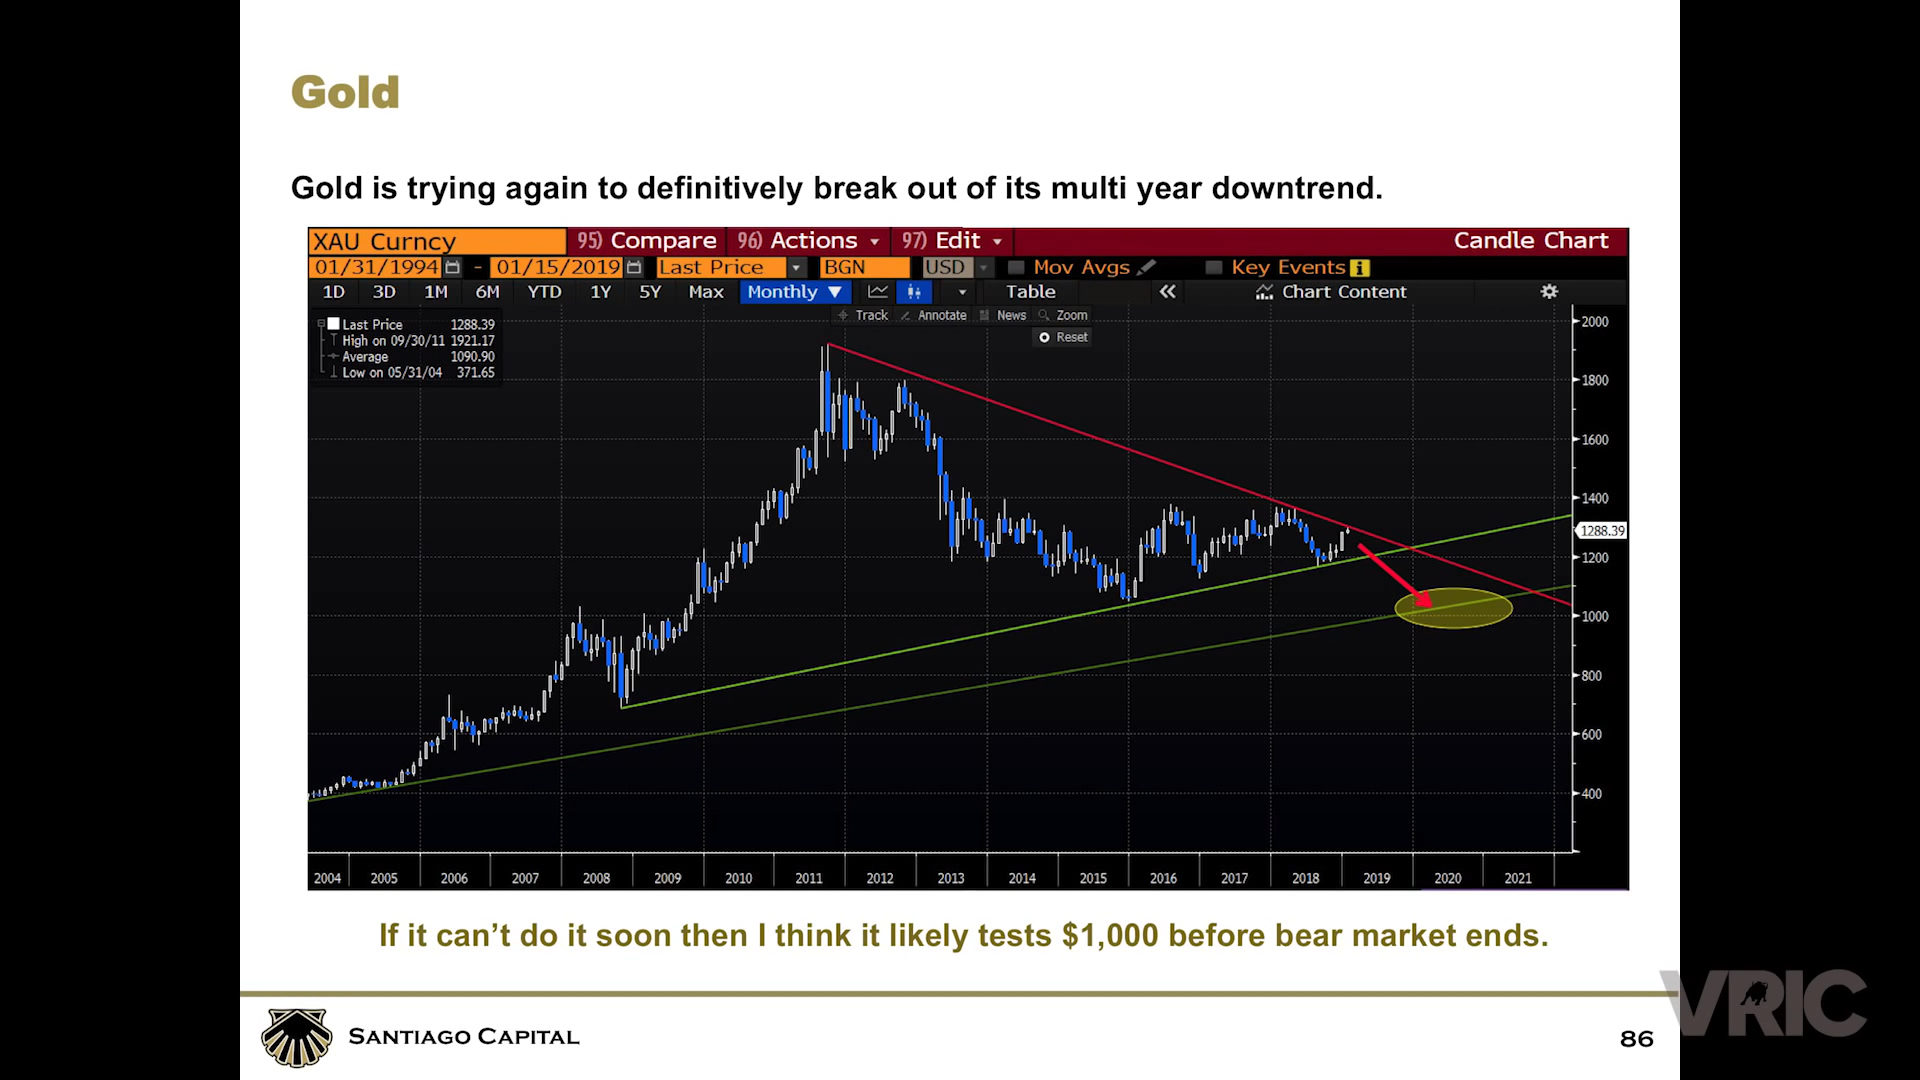 Gold
Gold is trying again to definitively break out of its multi year downtrend.
XAU Curncy 95) Compare 96) Actions 97) Edit Candle Chart
01/31/1994 - 01/15/2019 Last Price BGN USD Mov Avgs Key Events
1D 3D 1M 6M YTD 1Y 5Y Max Monthly ▼ Table « Chart Content
Track Annotate News Zoom
Reset
Last Price 1288.39
High on 09/30/11 1921.17
Average 1090.90
Low on 05/31/04 371.65
2000
1800
1600
1400
1288.39
1200
1000
800
600
400
2004 2005 2006 2007 2008 2009 2010 2011 2012 2013 2014 2015 2016 2017 2018 2019 2020 2021
If it can’t do it soon then I think it likely tests $1,000 before bear market ends.
SANTIAGO CAPITAL
86
VRIC